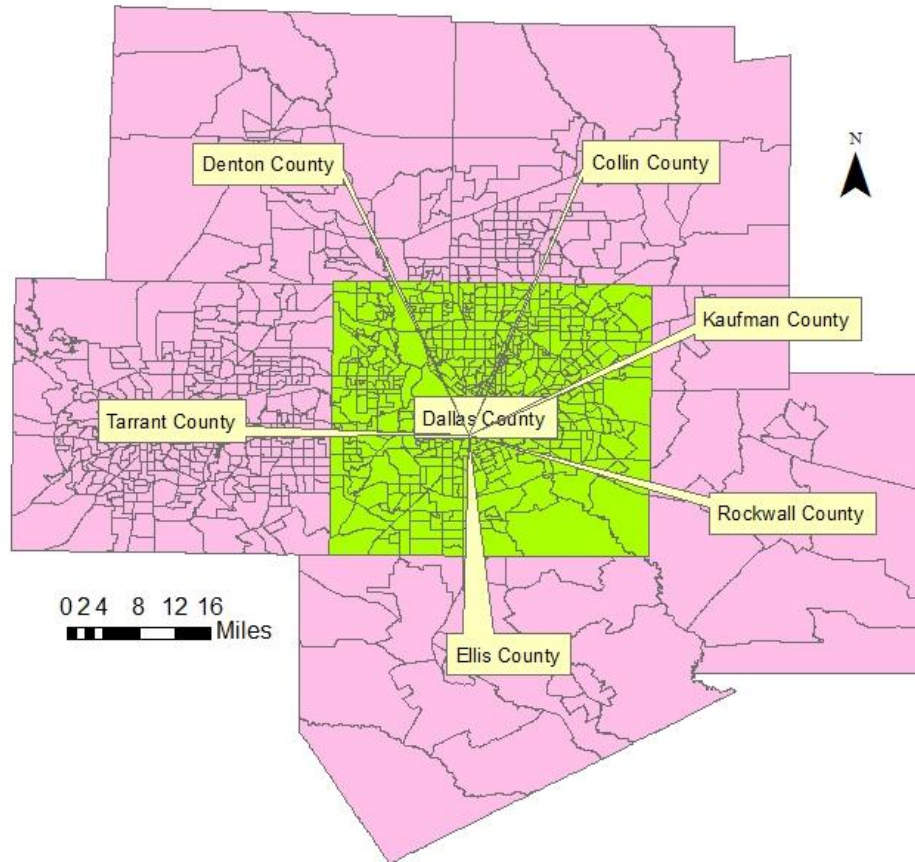 N
Denton County
Collin County
Kaufman County
Tarrant County
Dallas County
Rockwall County
0 2 4 8 12 16
Miles
Ellis County